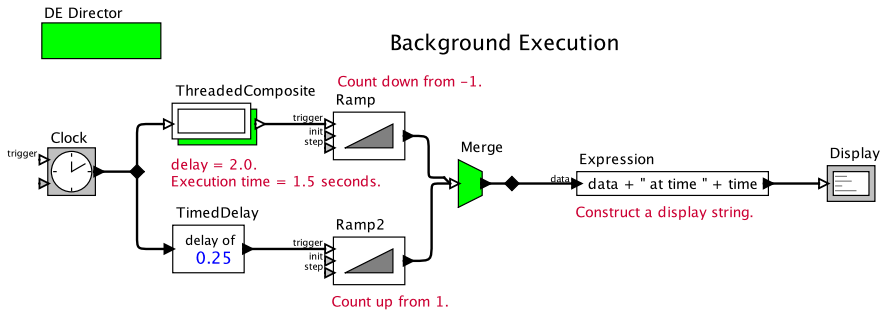 DE Director
Background Execution
ThreadedComposite
Count down from -1.
Ramp
trigger
init
step
Clock
trigger
Merge
delay = 2.0.
Execution time = 1.5 seconds.
Expression
data
data + " at time " + time
Construct a display string.
Display
TimedDelay
delay of
0.25
Ramp2
trigger
init
step
Count up from 1.